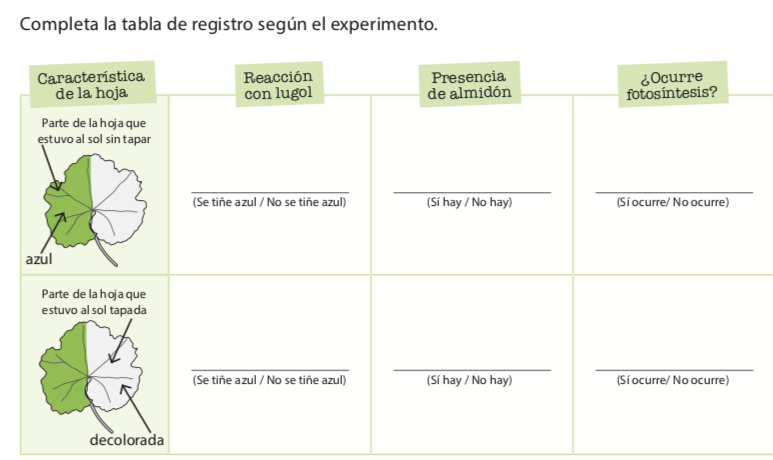 Completa la tabla de registro según el experimento.
Característica
de la hoja
Reacción
con lugol
Presencia
de almidón
¿Ocurre
fotosíntesis?
Parte de la hoja que
estuvo al sol sin tapar
azul
(Se tiñe azul / No se tiñe azul)
(Sí hay / No hay)
(Sí ocurre/ No ocurre)
Parte de la hoja que
estuvo al sol tapada
decolorada
(Se tiñe azul / No se tiñe azul)
(Sí hay / No hay)
(Sí ocurre/ No ocurre)